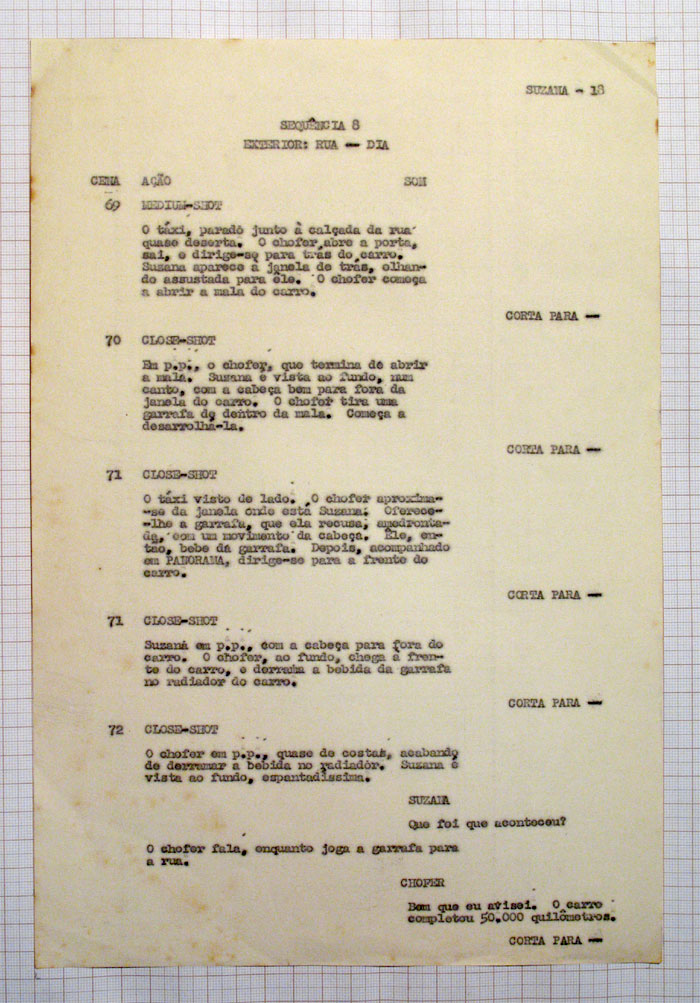 SUZANA - 18
SEQUÊNCIA 8
EXTERIOR: RUA — DIA
CENA AÇÃO SOM
69 MEDIUM-SHOT
O táxi, parado junto à calçada da rua
quase deserta. O chofer abre a porta,
sai, e dirige-se para trás do carro.
Suzana aparece à janela de trás, olhan-
do assustada para êle. O chofer começa
a abrir a mala do carro.
CORTA PARA —
70 CLOSE-SHOT
Em p.p., o chofer, que termina de abrir
a mala. Suzana é vista ao fundo, num
canto, com a cabeça bem para fora da
janela do carro. O chofer tira uma
garrafa de dentro da mala. Começa a
desarrolhá-la.
CORTA PARA —
71 CLOSE-SHOT
O táxi visto de lado. O chofer aproxima-
-se da janela onde está Suzana. Oferece-
-lhe a garrafa, que ela recusa, amedronta-
da, com um movimento da cabeça. Êle, en-
tão, bebe da garrafa. Depois, acompanhado
em PANORAMA, dirige-se para a frente do
carro.
CORTA PARA —
71 CLOSE-SHOT
Suzana em p.p., com a cabeça para fora do
carro. O chofer, ao fundo, chega à fren-
te do carro, e derrama a bebida da garrafa
no radiador do carro.
CORTA PARA —
72 CLOSE-SHOT
O chofer em p.p., quase de costas, acabando
de derramar a bebida no radiadôr. Suzana é
vista ao fundo, espantadíssima.
SUZANA
Que foi que aconteceu?
O chofer fala, enquanto joga a garrafa para
a rua.
CHOFER
Bem que eu avisei. O carro
completou 50.000 quilômetros.
CORTA PARA —